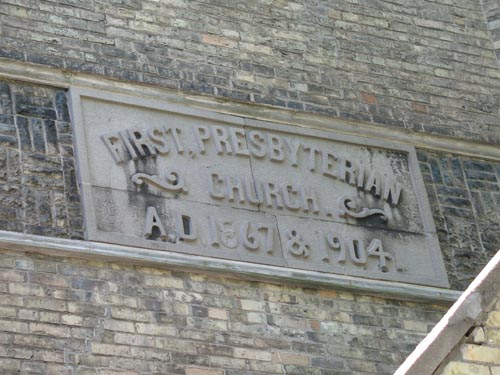 FIRST. PRESBYTERIAN
CHURCH.
A.D. 1867 & 1904.